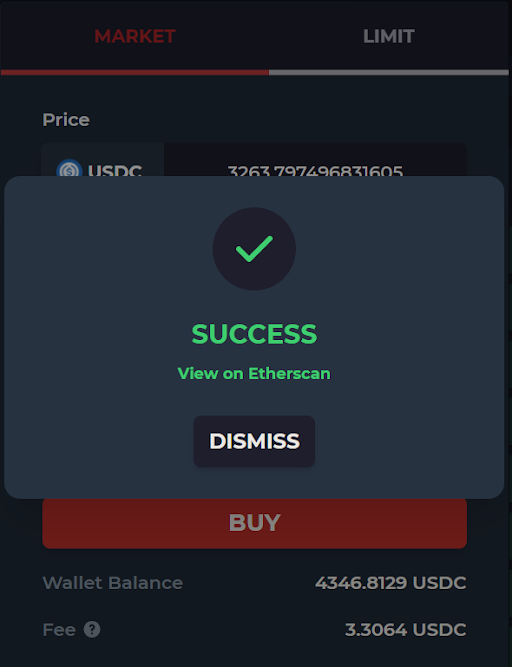 MARKET LIMIT
Price
USDC 3263.797496831605
SUCCESS
View on Etherscan
DISMISS
BUY
Wallet Balance 4346.8129 USDC
Fee ? 3.3064 USDC